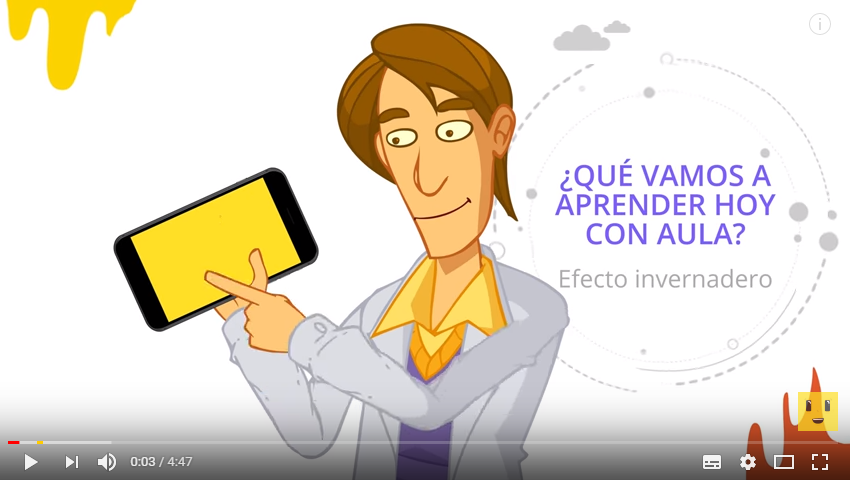 ¿QUÉ VAMOS A
APRENDER HOY
CON AULA?
Efecto invernadero
0:03 / 4:47